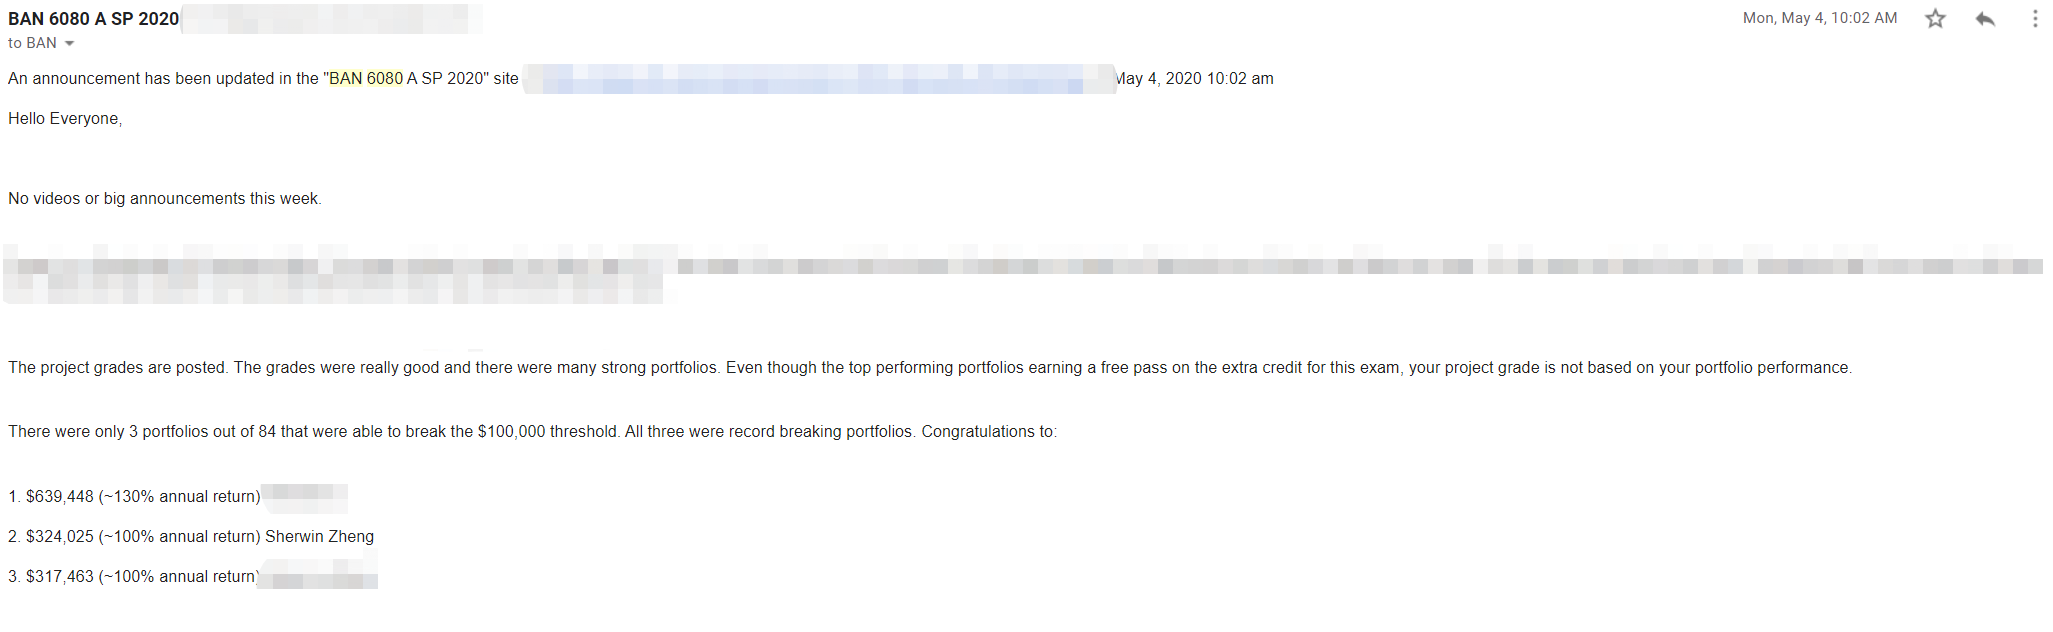 BAN 6080 A SP 2020
Mon, May 4, 10:02 AM
to BAN
An announcement has been updated in the "BAN 6080 A SP 2020" site May 4, 2020 10:02 am
Hello Everyone,
No videos or big announcements this week.
The project grades are posted. The grades were really good and there were many strong portfolios. Even though the top performing portfolios earning a free pass on the extra credit for this exam, your project grade is not based on your portfolio performance.
There were only 3 portfolios out of 84 that were able to break the $100,000 threshold. All three were record breaking portfolios. Congratulations to:
1. $639,448 (~130% annual return)
2. $324,025 (~100% annual return) Sherwin Zheng
3. $317,463 (~100% annual return)